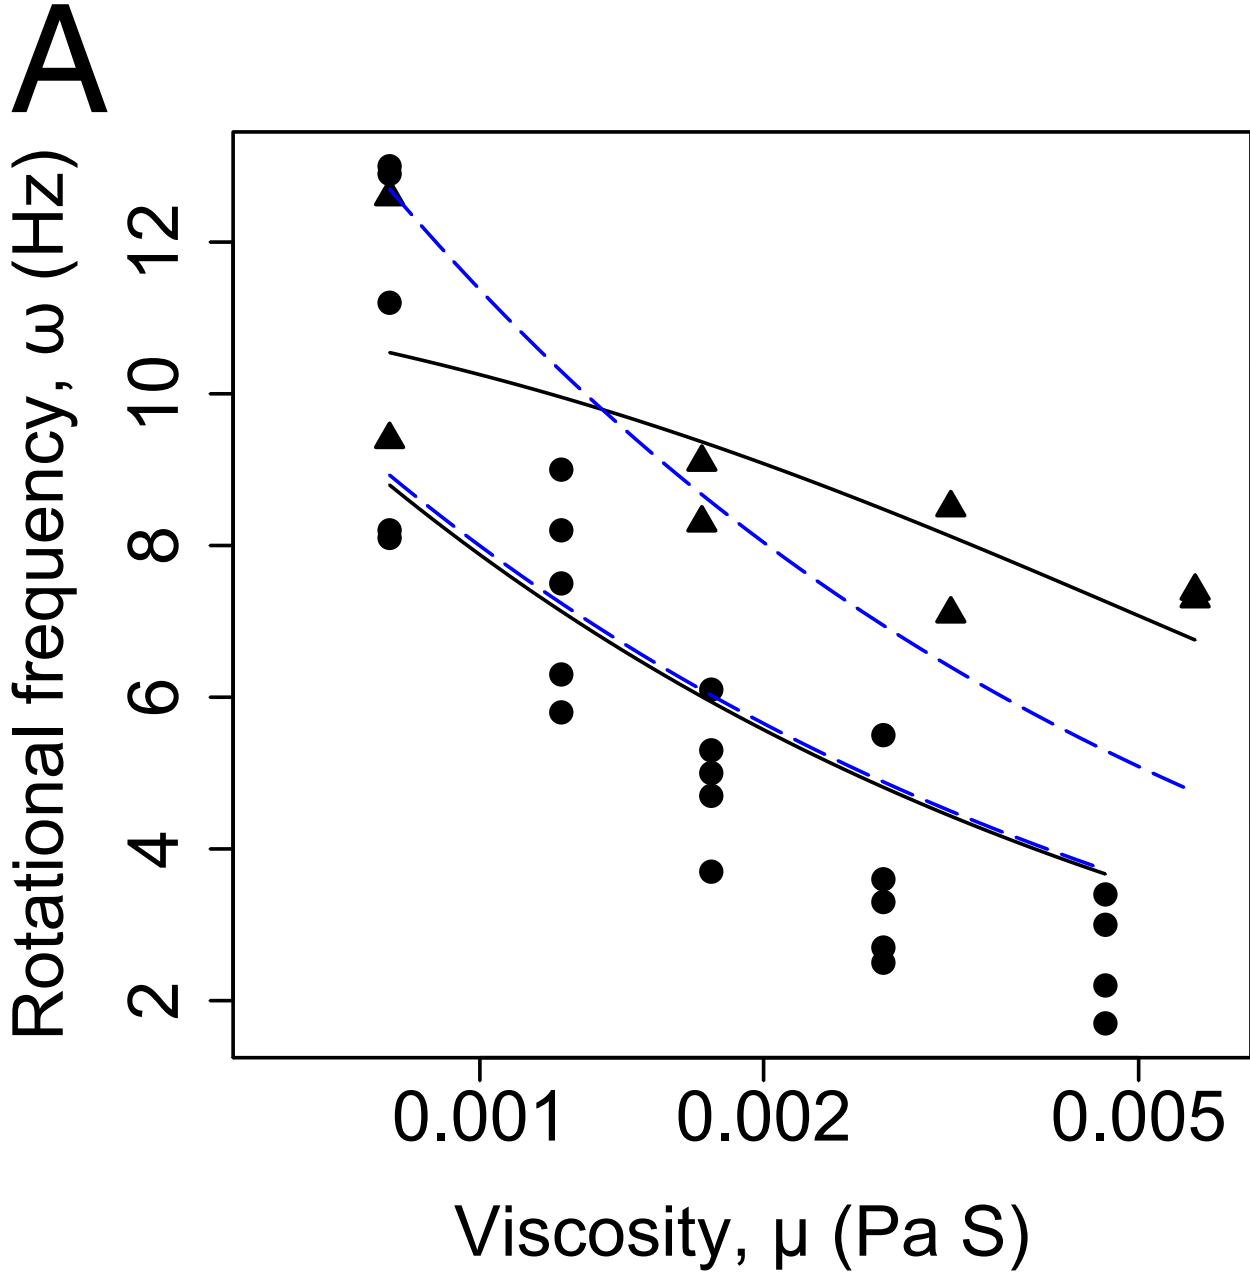 A
Rotational frequency, ω (Hz)
12
10
8
6
4
2
0.001 0.002 0.005
Viscosity, μ (Pa S)